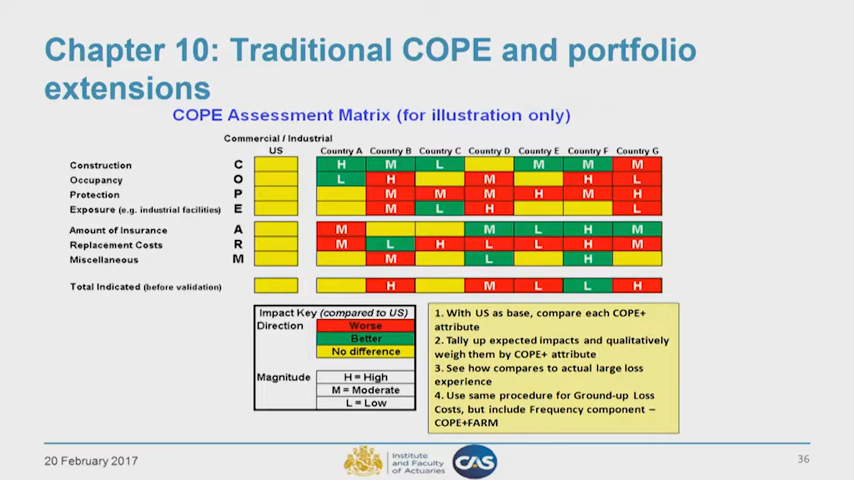 Chapter 10: Traditional COPE and portfolio
extensions
COPE Assessment Matrix (for illustration only)
Commercial / Industrial
US Country A Country B Country C Country D Country E Country F Country G
Construction C H M L M M M
Occupancy O L H M H L
Protection P M M M H M H
Exposure (e.g. industrial facilities) E M L H L
Amount of Insurance A M M L H M
Replacement Costs R M L H L L H M
Miscellaneous M M L H
Total Indicated (before validation) H M L L H
Impact Key (compared to US)
Direction Worse
Better
No difference
Magnitude H = High
M = Moderate
L = Low
1. With US as base, compare each COPE+
attribute
2. Tally up expected impacts and qualitatively
weigh them by COPE+ attribute
3. See how compares to actual large loss
experience
4. Use same procedure for Ground-up Loss
Costs, but include Frequency component –
COPE+FARM
20 February 2017
Institute
and Faculty
of Actuaries
CAS
36